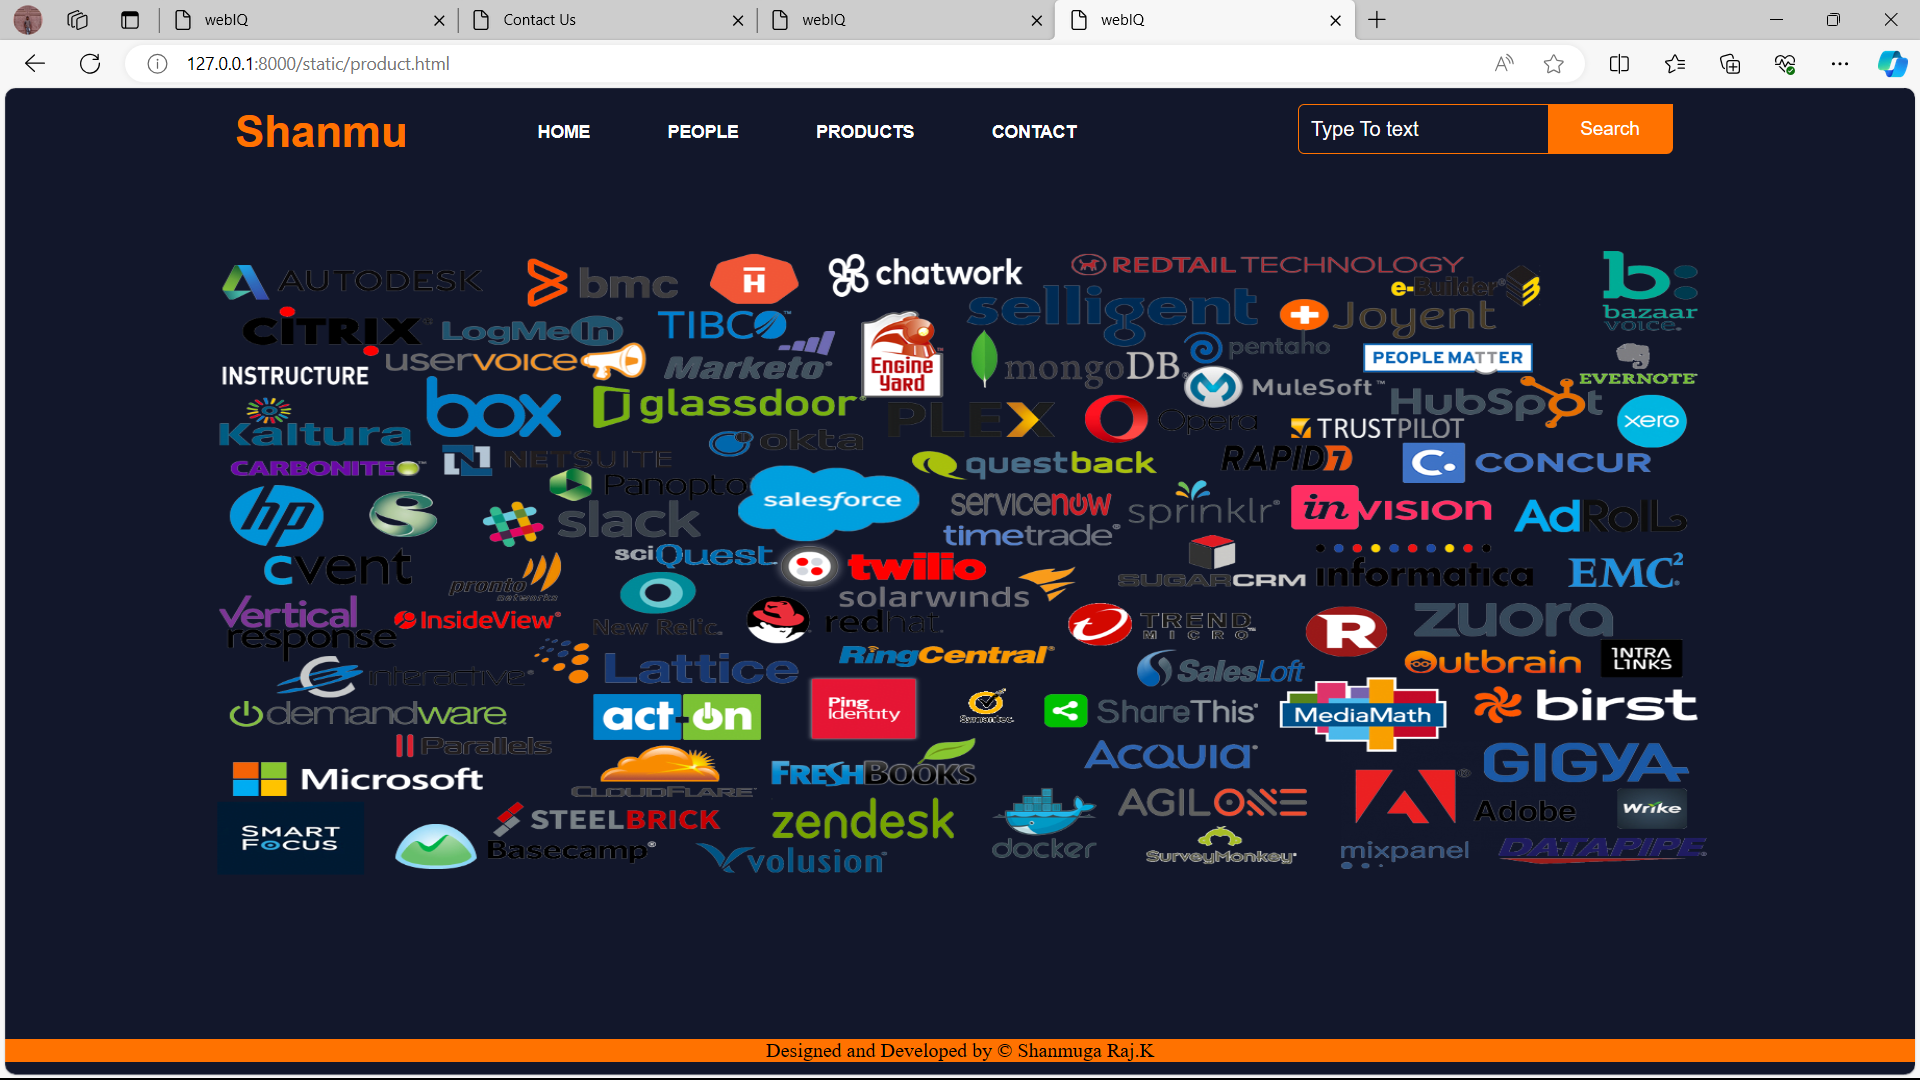 webIQ
Contact Us
webIQ
webIQ
127.0.0.1:8000/static/product.html
Shanmu
HOME
PEOPLE
PRODUCTS
CONTACT
Type To text
Search
AUTODESK
bmc
H
chatwork
REDTAIL TECHNOLOGY
e-Builder
b:
bazaar
voice.
CITRIX
LogMeIn
TIBCO
selligent
Joyent
uservoice
Marketo
Engine
Yard
mongoDB
pentaho
PEOPLEMATTER
EVERNOTE
INSTRUCTURE
box
glassdoor
PLEX
Opera
MuleSoft
HubSpot
TRUSTPILOT
xero
Kaltura
okta
CARBONITE
N NETSUITE
questback
RAPID7
C. CONCUR
hp
S
Panopto
slack
salesforce
servicenow
timetrade
sprinklr
invision
AdRoll
cvent
pronto
networks
sciQuest
twilio
solarwinds
SUGARCRM
informatica
EMC²
Vertical
response
InsideView
New Relic.
redhat.
TREND
MICRO
R
zuora
interactive
Lattice
RingCentral
SalesLoft
Outbrain
INTRA
LINKS
demandware
act-on
Ping
Identity
Symantec.
ShareThis
MediaMath
birst
Parallels
Microsoft
CLOUDFLARE
FRESHBOOKS
ACQUIA
Adobe
GIGYA
Wrike
SMART
FOCUS
STEELBRICK
Basecamp
zendesk
volusion
docker
AGILONE
SurveyMonkey
mixpanel
DATAPIPE
Designed and Developed by © Shanmuga Raj.K